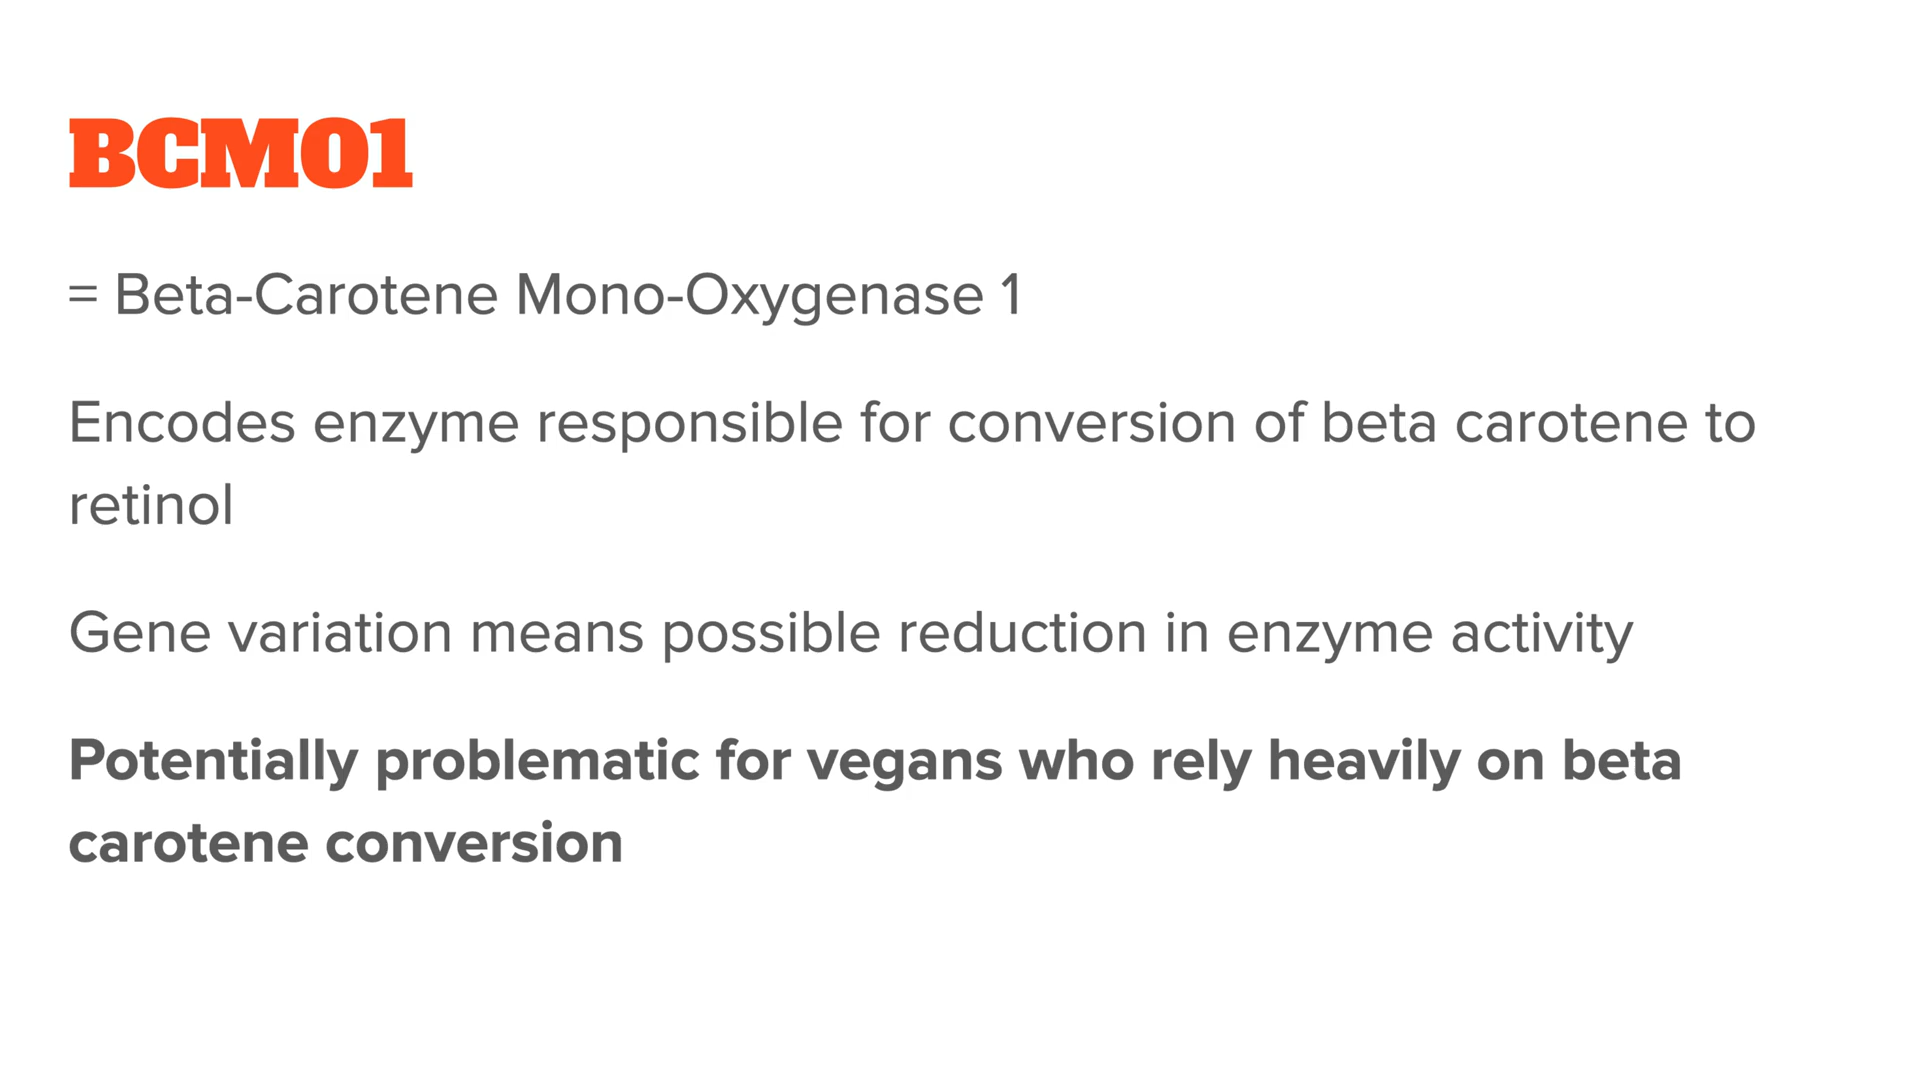 BCMO1
= Beta-Carotene Mono-Oxygenase 1
Encodes enzyme responsible for conversion of beta carotene to
retinol
Gene variation means possible reduction in enzyme activity
Potentially problematic for vegans who rely heavily on beta
carotene conversion